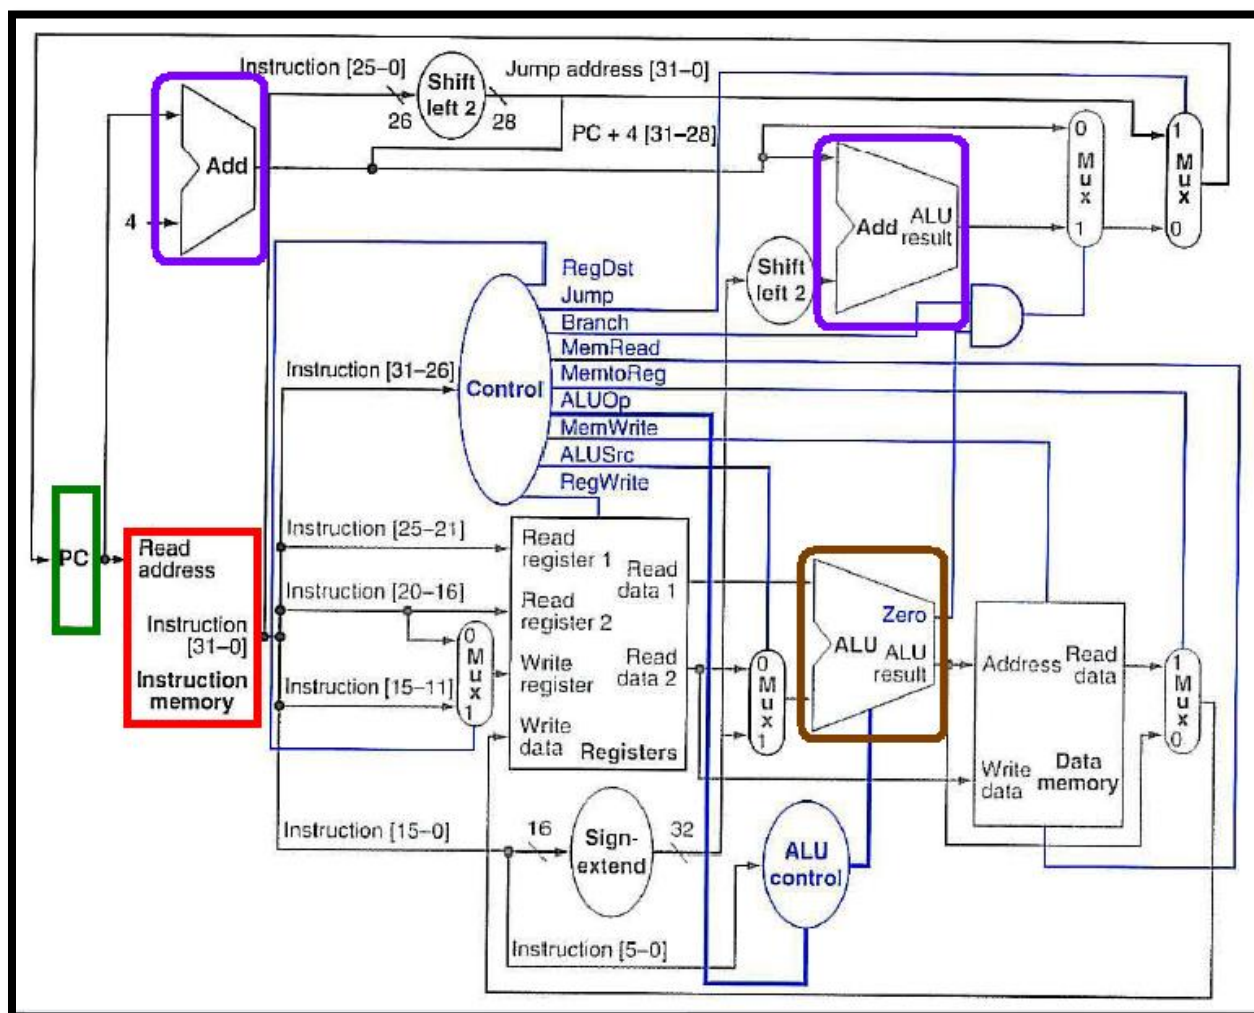 Instruction [25–0]
Shift
left 2
26
28
Jump address [31–0]
PC + 4 [31–28]
Add
4
0
M
u
x
1
1
M
u
x
0
Add
ALU
result
Shift
left 2
RegDst
Jump
Branch
MemRead
MemtoReg
ALUOp
MemWrite
ALUSrc
RegWrite
Instruction [31–26]
Control
PC
Read
address
Instruction
[31–0]
Instruction
memory
Instruction [25–21]
Instruction [20–16]
Instruction [15–11]
0
M
u
x
1
Read
register 1
Read
register 2
Write
register
Write
data
Read
data 1
Read
data 2
Registers
0
M
u
x
1
Zero
ALU
ALU
result
Address
Read
data
Write
data
Data
memory
1
M
u
x
0
Instruction [15–0]
16
Sign-
extend
32
ALU
control
Instruction [5–0]